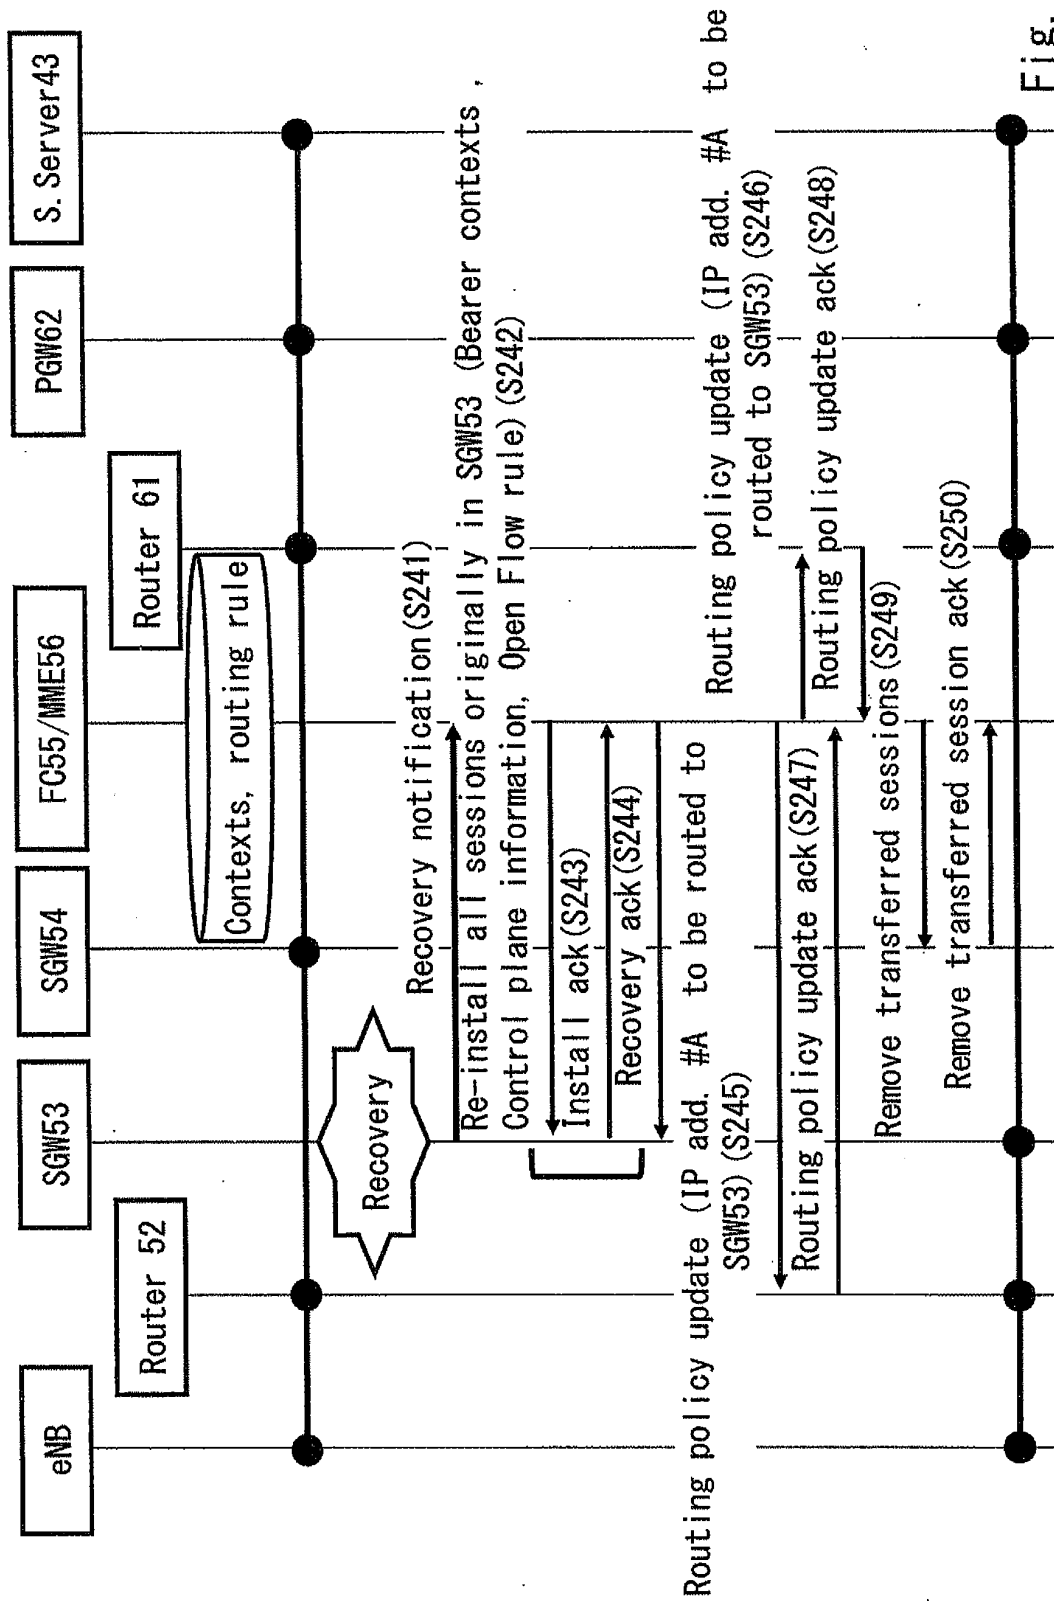 eNB
Router 52
SGW53
SGW54
FC55/MME56
Router 61
PGW62
S.Server43
Contexts, routing rule
Recovery
Recovery notification(S241)
Re-install all sessions originally in SGW53 (Bearer contexts,
Control plane information, Open Flow rule)(S242)
Install ack(S243)
Recovery ack(S244)
Routing policy update (IP add. #A to be routed to
SGW53)(S245)
Routing policy update (IP add. #A to be
routed to SGW53)(S246)
Routing policy update ack(S247)
Routing policy update ack(S248)
Remove transferred sessions(S249)
Remove transferred session ack(S250)
Fig.